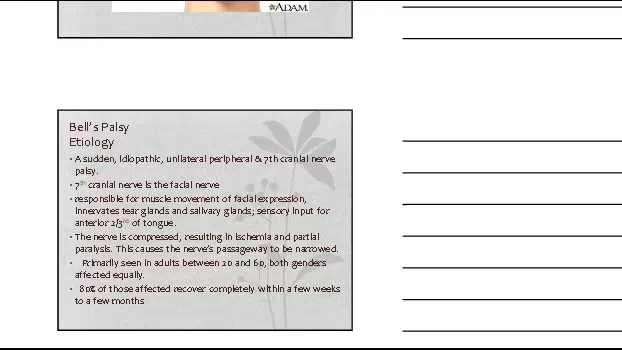 ADAM.
Bell's Palsy
Etiology
• A sudden, idiopathic, unilateral peripheral & 7th cranial nerve
palsy.
• 7th cranial nerve is the facial nerve
• responsible for muscle movement of facial expression,
innervates tear glands and salivary glands; sensory input for
anterior 2/3rd of tongue.
• The nerve is compressed, resulting in ischemia and partial
paralysis. This causes the nerve's passageway to be narrowed.
• Primarily seen in adults between 20 and 60, both genders
affected equally.
• 80% of those affected recover completely within a few weeks
to a few months